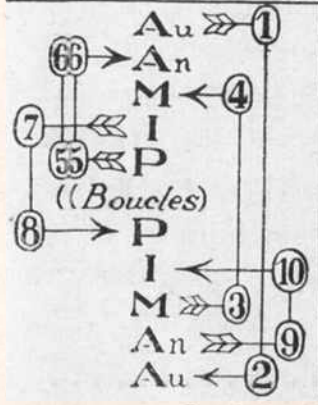 Au 1
66 An
M 4
7 I
55 P
((Boucles)
8 P
I 10
M 3
An 9
Au 2